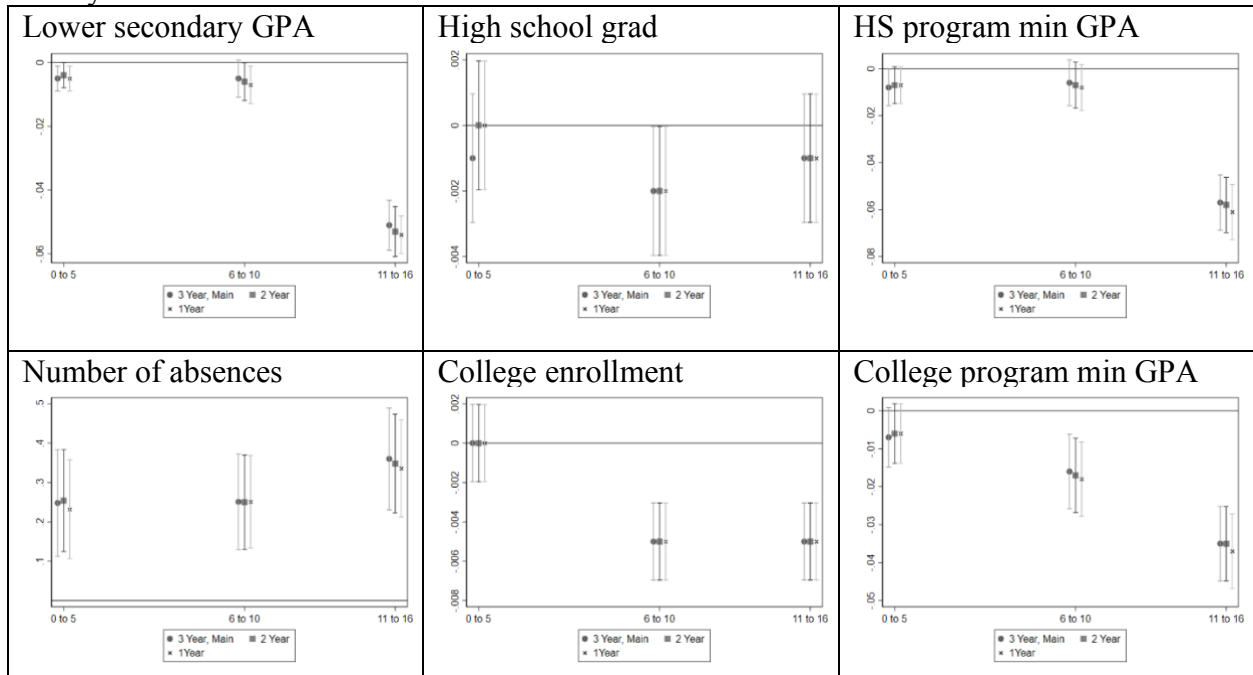 Lower secondary GPA
0
-.02
-.04
-.06
0 to 5 6 to 10 11 to 16
3 Year, Main 2 Year
1Year
High school grad
.002
0
-.002
-.004
0 to 5 6 to 10 11 to 16
3 Year, Main 2 Year
1Year
HS program min GPA
0
-.02
-.04
-.06
-.08
0 to 5 6 to 10 11 to 16
3 Year, Main 2 Year
1Year
Number of absences
.5
.4
.3
.2
.1
0 to 5 6 to 10 11 to 16
3 Year, Main 2 Year
1Year
College enrollment
.002
0
-.002
-.004
-.006
-.008
0 to 5 6 to 10 11 to 16
3 Year, Main 2 Year
1Year
College program min GPA
0
-.01
-.02
-.03
-.04
-.05
0 to 5 6 to 10 11 to 16
3 Year, Main 2 Year
1Year